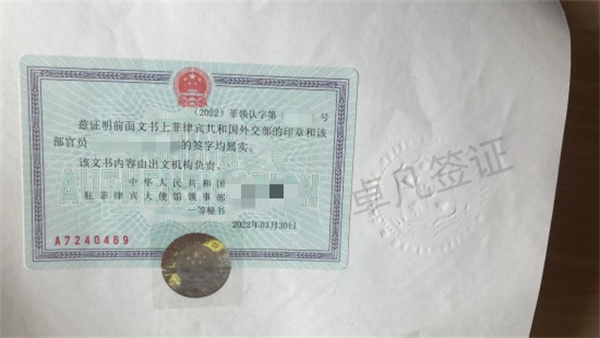 （2022）菲领认字第 号
兹证明前面文书上菲律宾共和国外交部的印章和该
部官员 的签字均属实。
该文书内容由出文机构负责。
中华人民共和国
驻菲律宾大使馆领事部
一等秘书
2022年03月30日
A7240469
卓凡签证